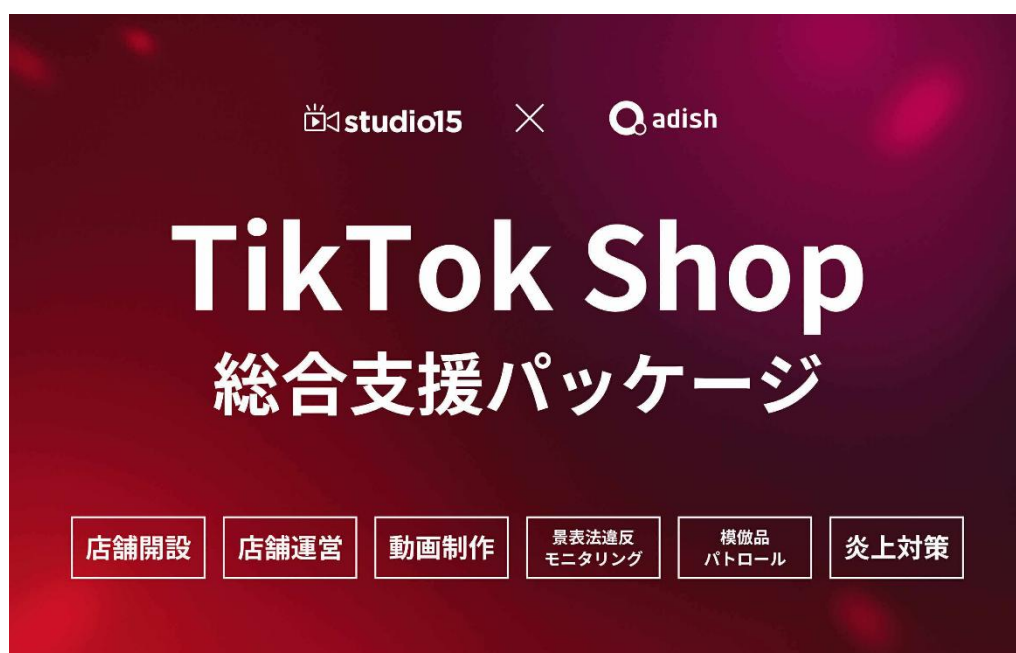 studio15 × adish
TikTok Shop
総合支援パッケージ
店舗開設 店舗運営 動画制作 景表法違反 模倣品 炎上対策
モニタリング パトロール